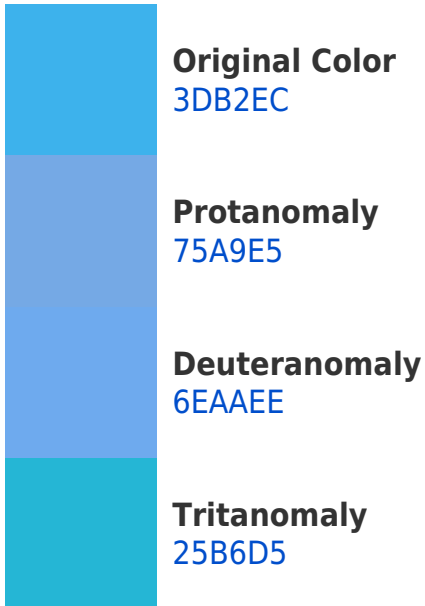 Original Color
3DB2EC
Protanomaly
75A9E5
Deuteranomaly
6EAAEE
Tritanomaly
25B6D5